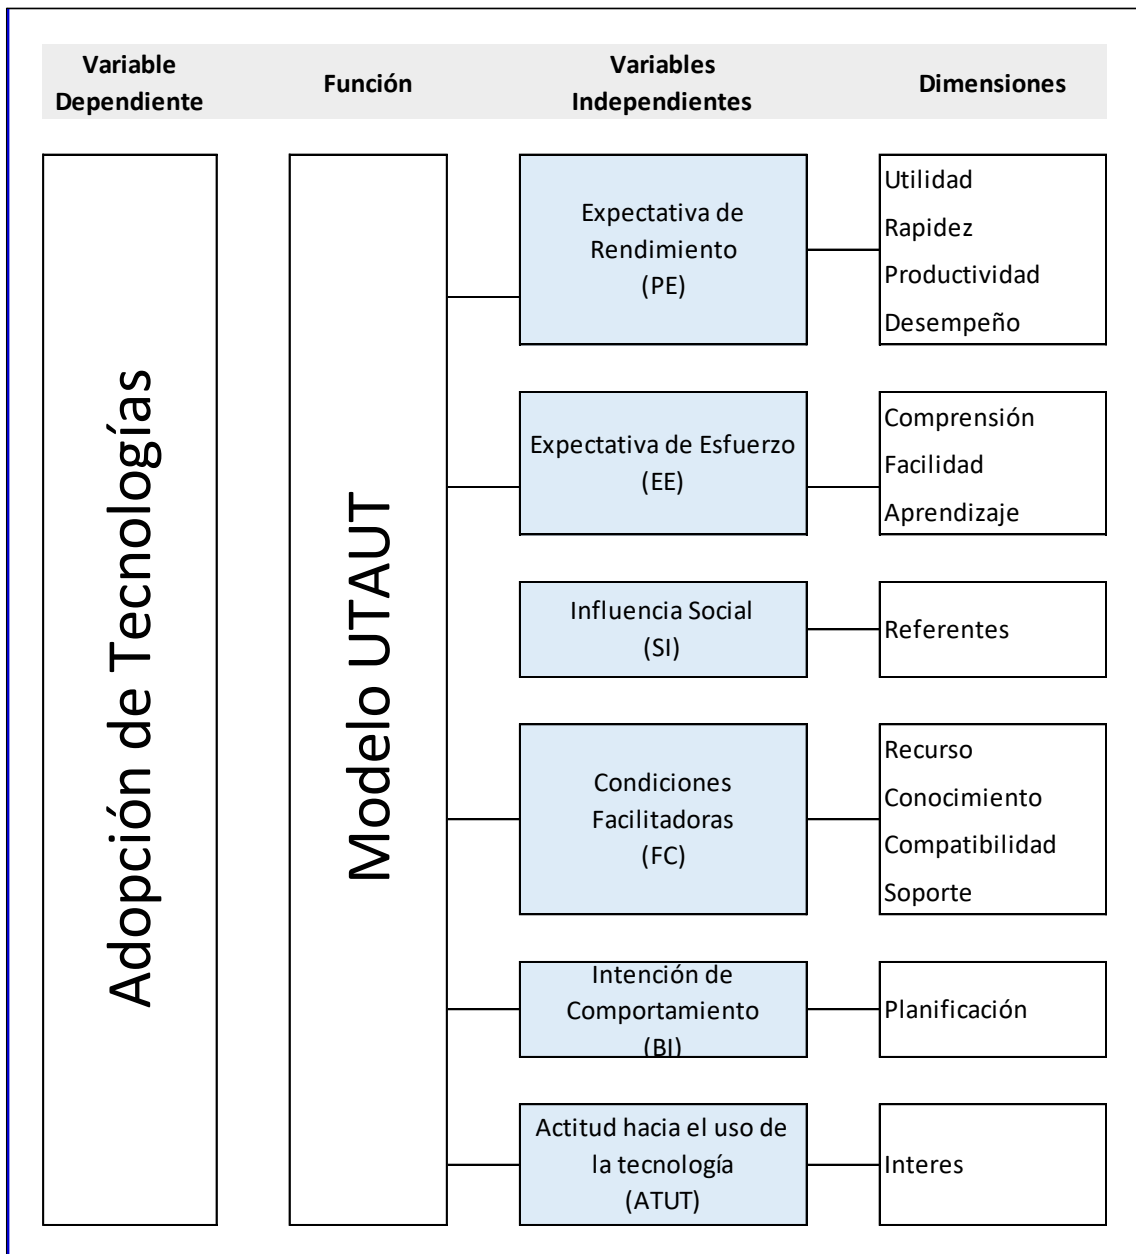 Variable
Dependiente
Función
Variables
Independientes
Dimensiones
Adopción de Tecnologías
Modelo UTAUT
Expectativa de
Rendimiento
(PE)
Utilidad
Rapidez
Productividad
Desempeño
Expectativa de Esfuerzo
(EE)
Comprensión
Facilidad
Aprendizaje
Influencia Social
(SI)
Referentes
Condiciones
Facilitadoras
(FC)
Recurso
Conocimiento
Compatibilidad
Soporte
Intención de
Comportamiento
(BI)
Planificación
Actitud hacia el uso de
la tecnología
(ATUT)
Interes